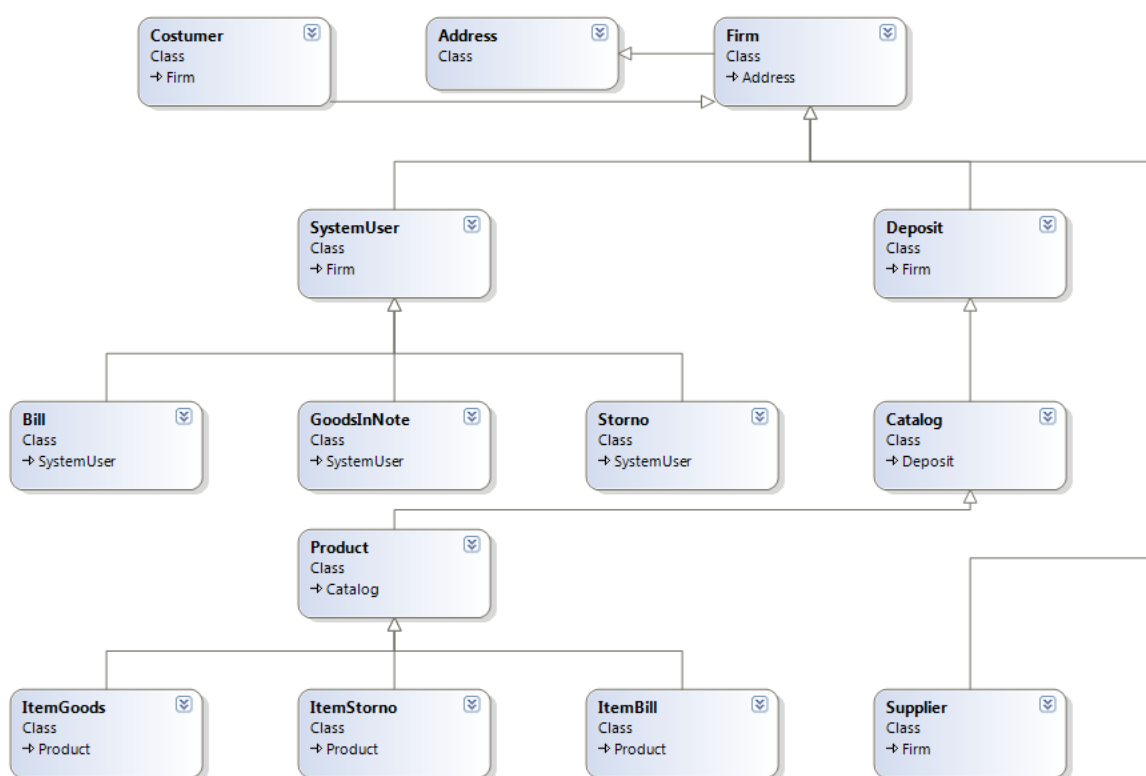 Costumer
Class
Firm
Address
Class
Firm
Class
Address
SystemUser
Class
Firm
Deposit
Class
Firm
Bill
Class
SystemUser
GoodsInNote
Class
SystemUser
Storno
Class
SystemUser
Catalog
Class
Deposit
Product
Class
Catalog
ItemGoods
Class
Product
ItemStorno
Class
Product
ItemBill
Class
Product
Supplier
Class
Firm